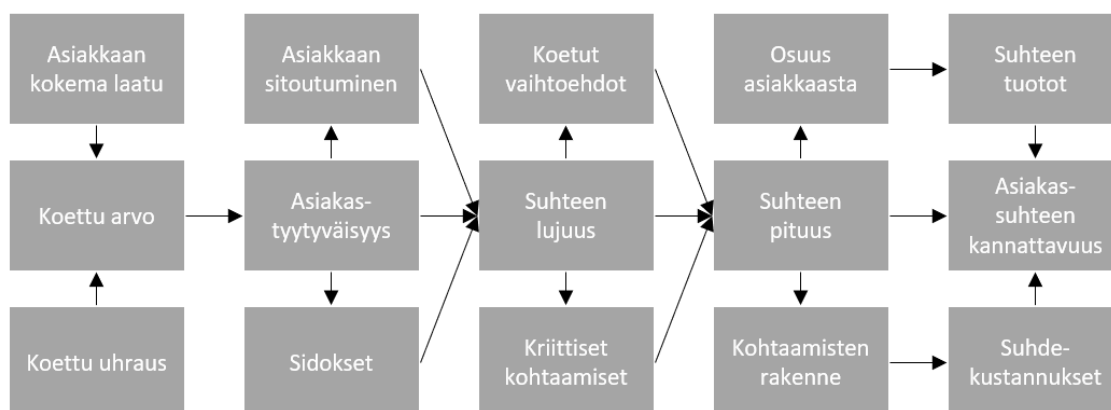 Asiakkaan
kokema laatu
Asiakkaan
sitoutuminen
Koetut
vaihtoehdot
Osuus
asiakkaasta
Suhteen
tuotot
Koettu arvo
Asiakas-
tyytyväisyys
Suhteen
lujuus
Suhteen
pituus
Asiakas-
suhteen
kannattavuus
Koettu uhraus
Sidokset
Kriittiset
kohtaamiset
Kohtaamisten
rakenne
Suhde-
kustannukset